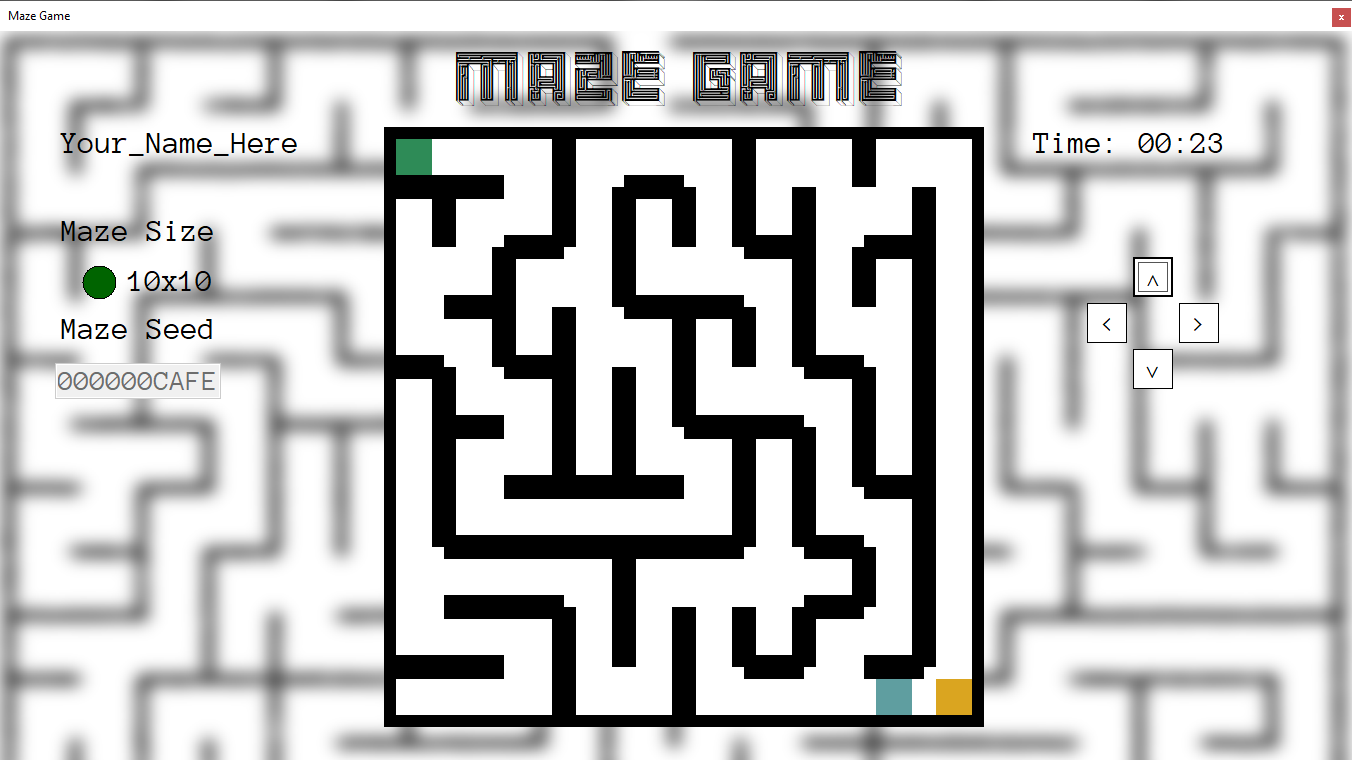 Maze Game
x
MAZE GAME
Your_Name_Here
Time: 00:23
Maze Size
10x10
Maze Seed
000000CAFE
^
< >
v